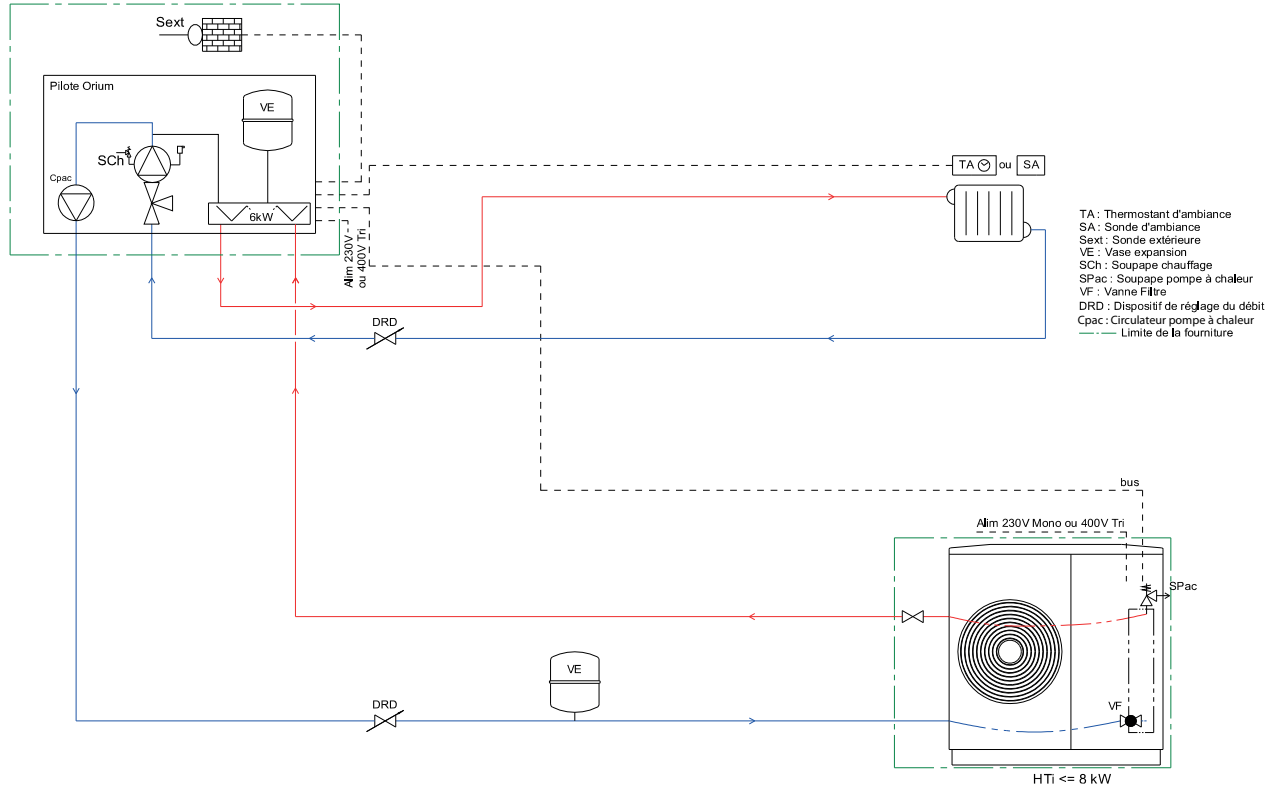 Sext
Pilote Orium
VE
SCh
Cpac
6kW
Alim 230V
ou 400V Tri
TA ou SA
TA : Thermostant d'ambiance
SA : Sonde d'ambiance
Sext : Sonde extérieure
VE : Vase expansion
SCh : Soupape chauffage
SPac : Soupape pompe à chaleur
VF : Vanne Filtre
DRD : Dispositif de réglage du débit
Cpac : Circulateur pompe à chaleur
Limite de la fourniture
DRD
bus
Alim 230V Mono ou 400V Tri
SPac
VE
DRD
VF
HTi <= 8 kW